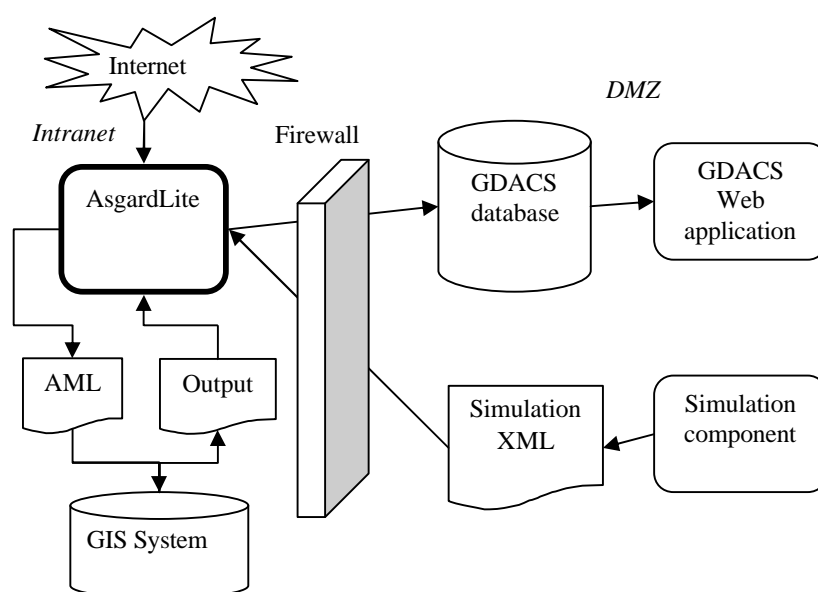 Internet
DMZ
Intranet
Firewall
AsgardLite
GDACS
database
GDACS
Web
application
AML
Output
Simulation
XML
Simulation
component
GIS System